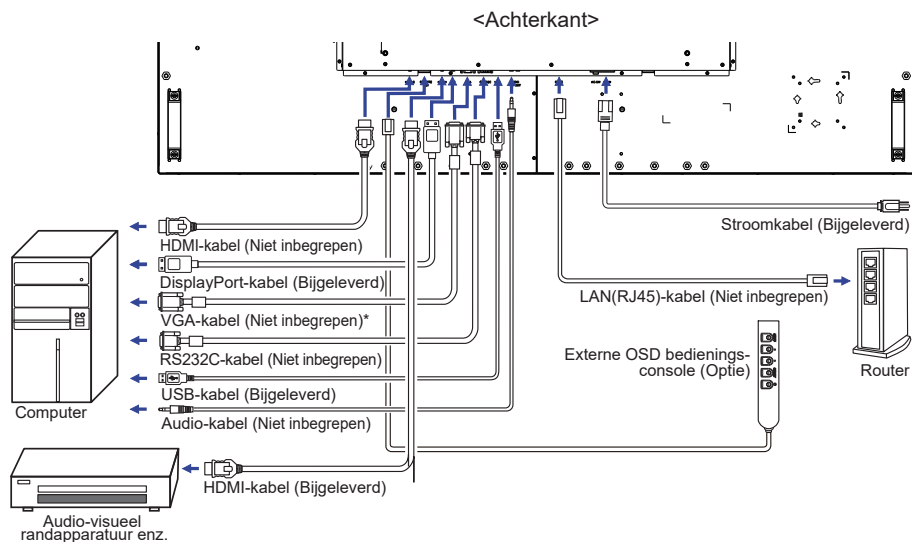 <Achterkant>
Stroomkabel (Bijgeleverd)
HDMI-kabel (Niet inbegrepen)
DisplayPort-kabel (Bijgeleverd)
LAN(RJ45)-kabel (Niet inbegrepen)
VGA-kabel (Niet inbegrepen)*
RS232C-kabel (Niet inbegrepen)
Externe OSD bedienings-
console (Optie)
Router
USB-kabel (Bijgeleverd)
Computer
Audio-kabel (Niet inbegrepen)
HDMI-kabel (Bijgeleverd)
Audio-visueel
randapparatuur enz.